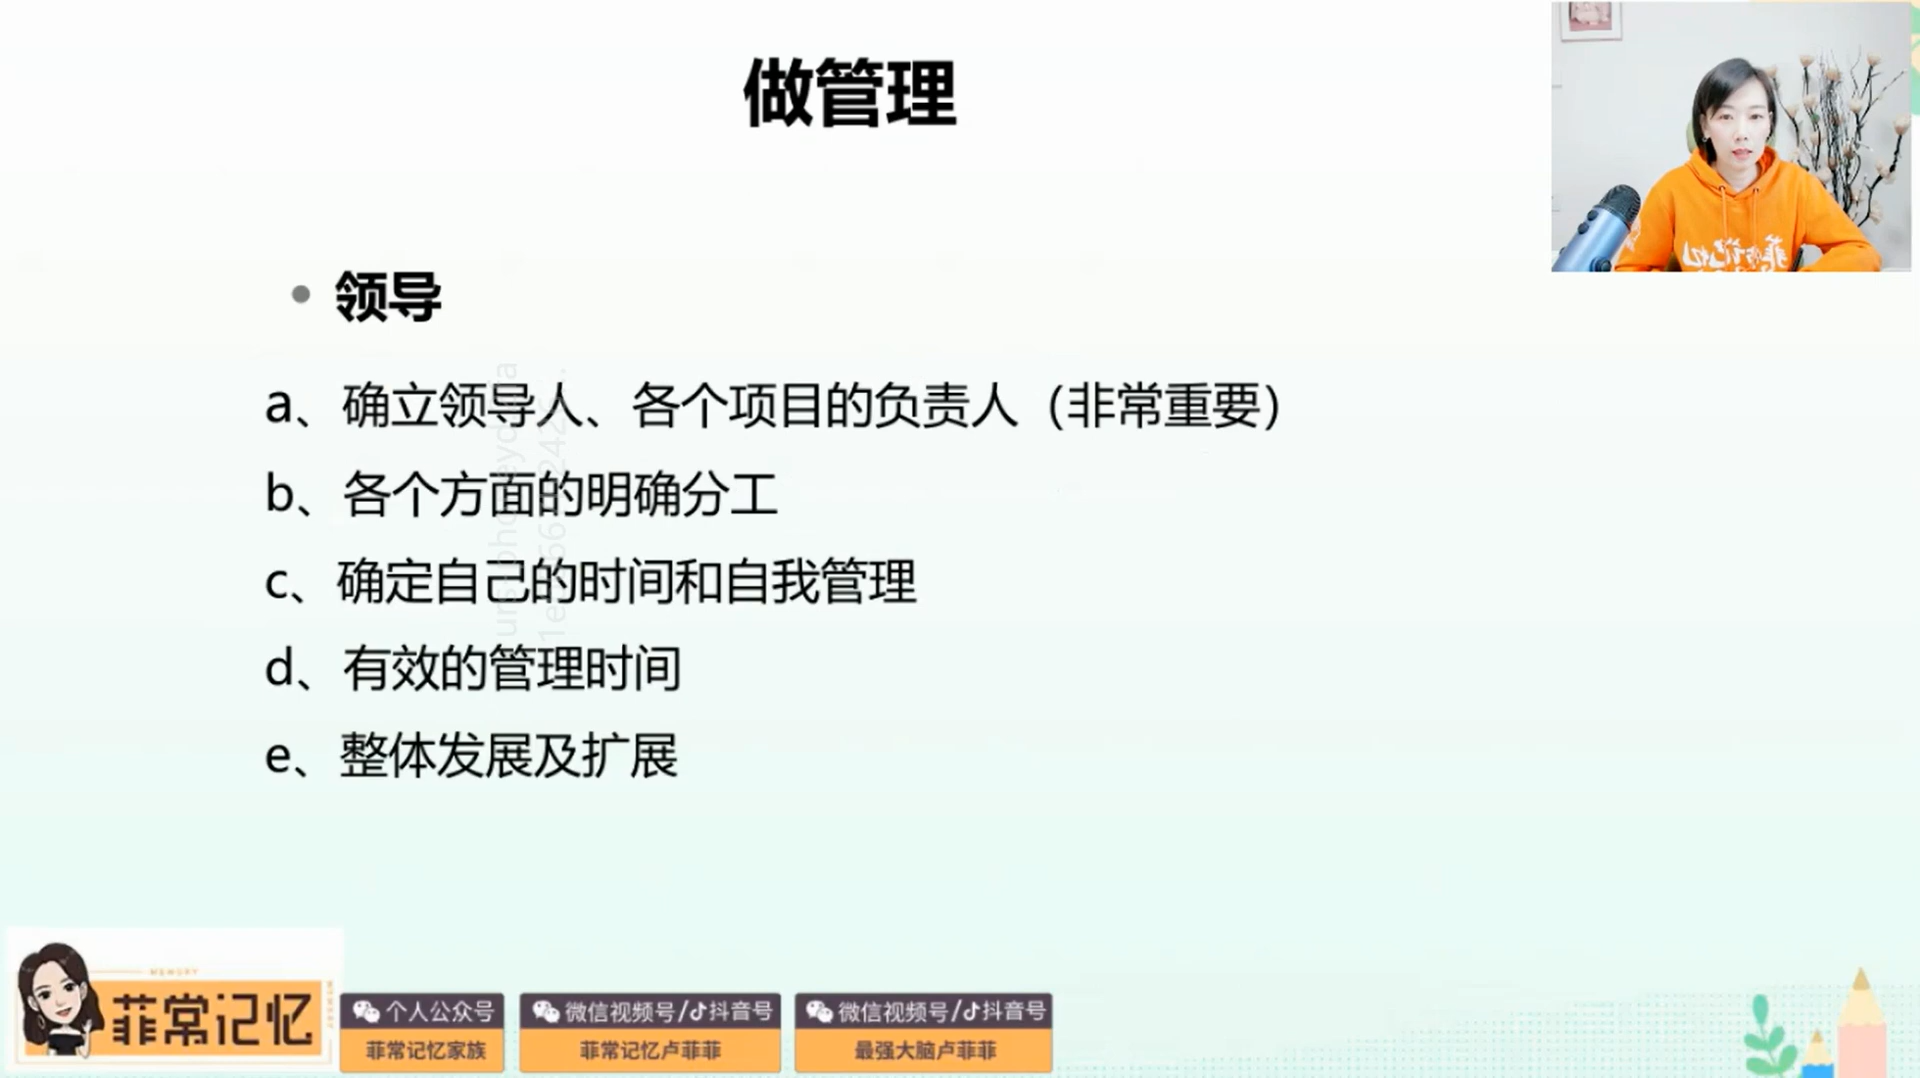 做管理
• 领导
a、确立领导人、各个项目的负责人（非常重要）
b、各个方面的明确分工
c、确定自己的时间和自我管理
d、有效的管理时间
e、整体发展及扩展
MEMORY
菲常记忆
个人公众号
菲常记忆家族
微信视频号/抖音号
菲常记忆卢菲菲
微信视频号/抖音号
最强大脑卢菲菲
菲常记忆